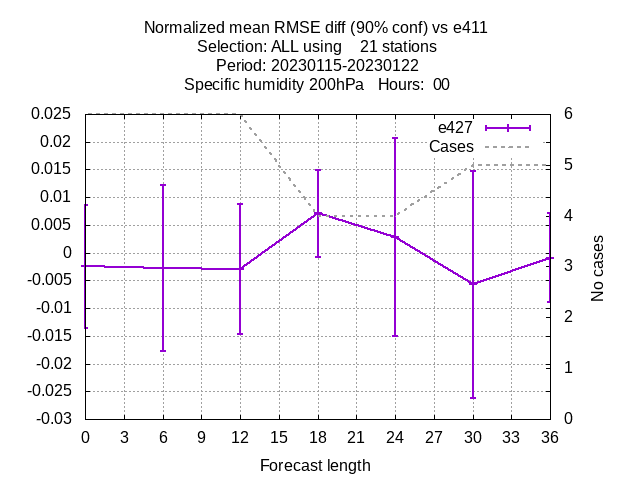 Normalized mean RMSE diff (90% conf) vs e411
Selection: ALL using 21 stations
Period: 20230115-20230122
Specific humidity 200hPa Hours: 00
0.025
0.02
0.015
0.01
0.005
0
-0.005
-0.01
-0.015
-0.02
-0.025
-0.03
e427
Cases
6
5
4
3
2
1
0
No cases
0 3 6 9 12 15 18 21 24 27 30 33 36
Forecast length